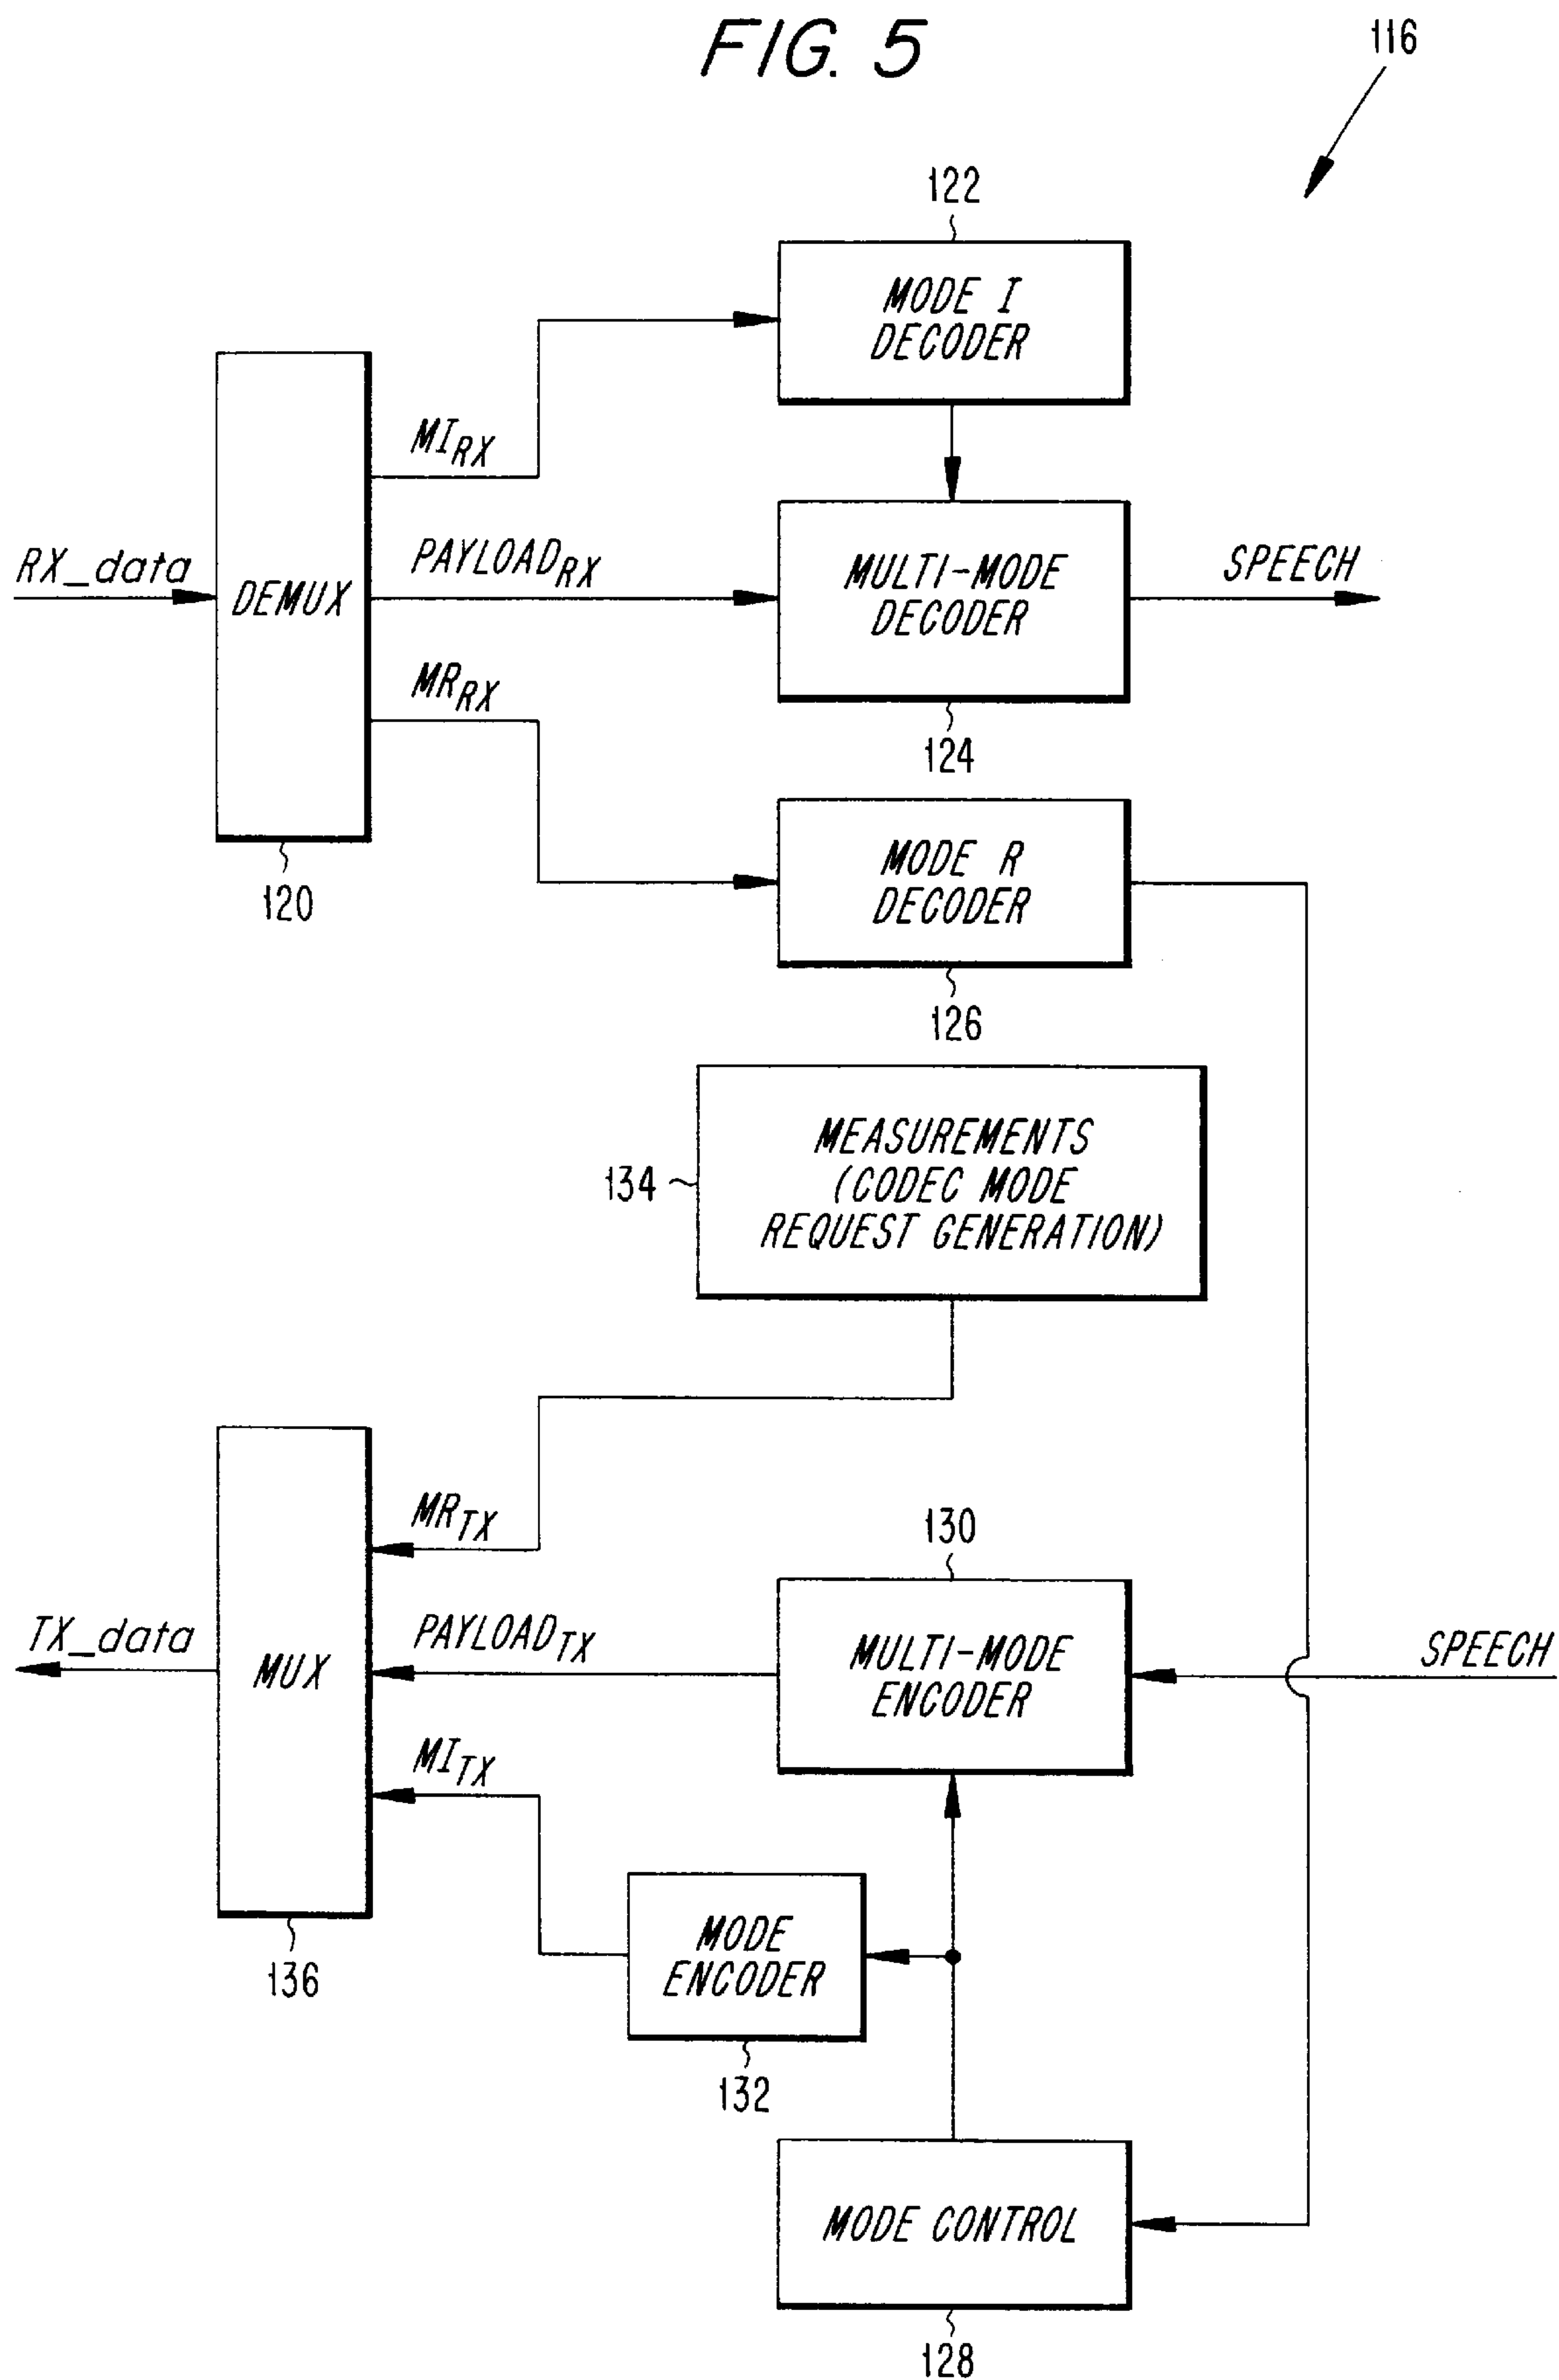 FIG. 5
116
122
MODE I
DECODER
MI_RX
RX_data
DEMUX
PAYLOAD_RX
MULTI-MODE
DECODER
SPEECH
MR_RX
124
120
MODE R
DECODER
126
134
MEASUREMENTS
(CODEC MODE
REQUEST GENERATION)
MR_TX
130
TX_data
MUX
PAYLOAD_TX
MULTI-MODE
ENCODER
SPEECH
MI_TX
136
MODE
ENCODER
132
MODE CONTROL
128